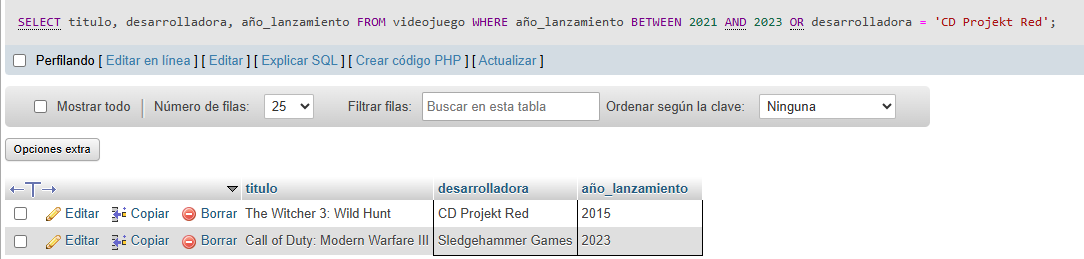 SELECT titulo, desarrolladora, año_lanzamiento FROM videojuego WHERE año_lanzamiento BETWEEN 2021 AND 2023 OR desarrolladora = 'CD Projekt Red';
Perfilando [ Editar en línea ] [ Editar ] [ Explicar SQL ] [ Crear código PHP ] [ Actualizar ]
Mostrar todo Número de filas: 25 Filtrar filas: Buscar en esta tabla Ordenar según la clave: Ninguna
Opciones extra
←T→ titulo desarrolladora año_lanzamiento
Editar Copiar Borrar The Witcher 3: Wild Hunt CD Projekt Red 2015
Editar Copiar Borrar Call of Duty: Modern Warfare III Sledgehammer Games 2023